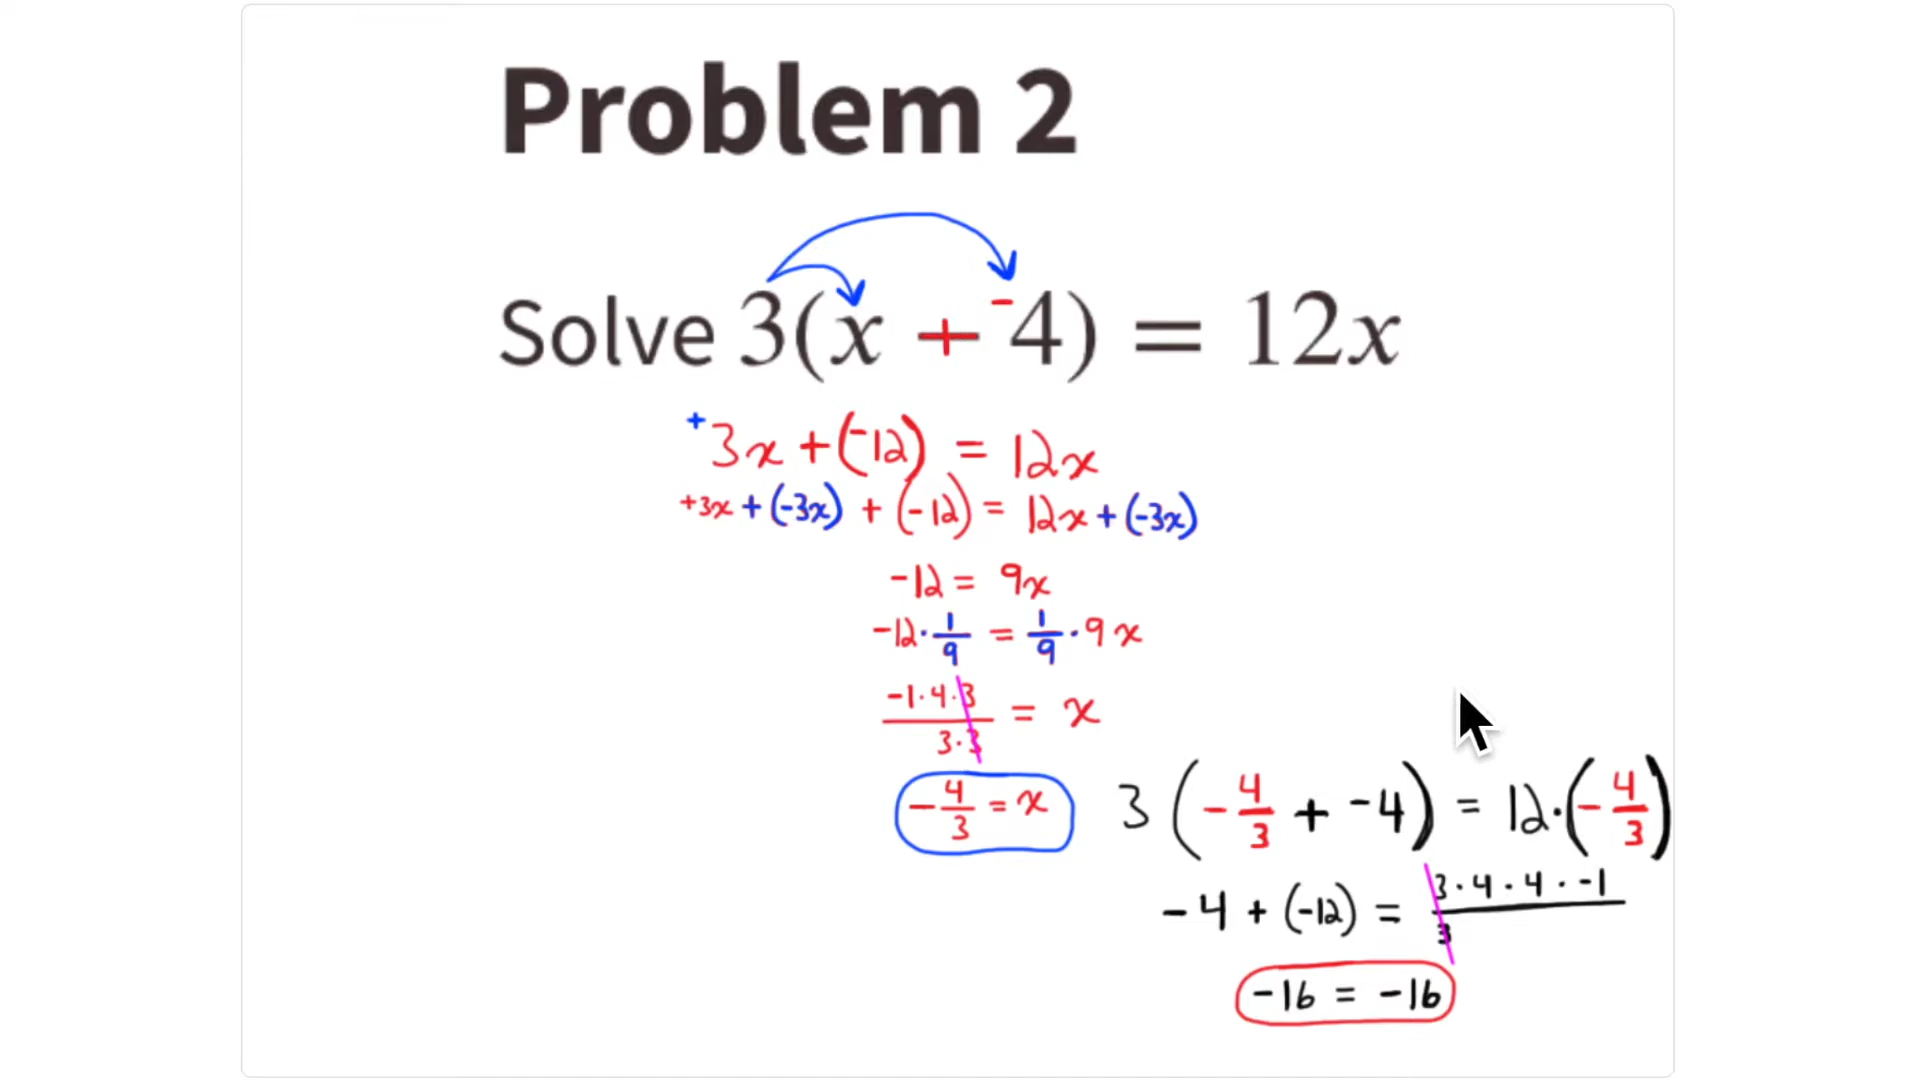 Problem 2
Solve 3(x + -4) = 12x
+3x + (-12) = 12x
+3x + (-3x) + (-12) = 12x + (-3x)
-12 = 9x
-12 · 1/9 = 1/9 · 9x
-1·4·3/3·3 = x
-4/3 = x
3(-4/3 + -4) = 12·(-4/3)
-4 + (-12) = 3·4·4·-1/3
-16 = -16